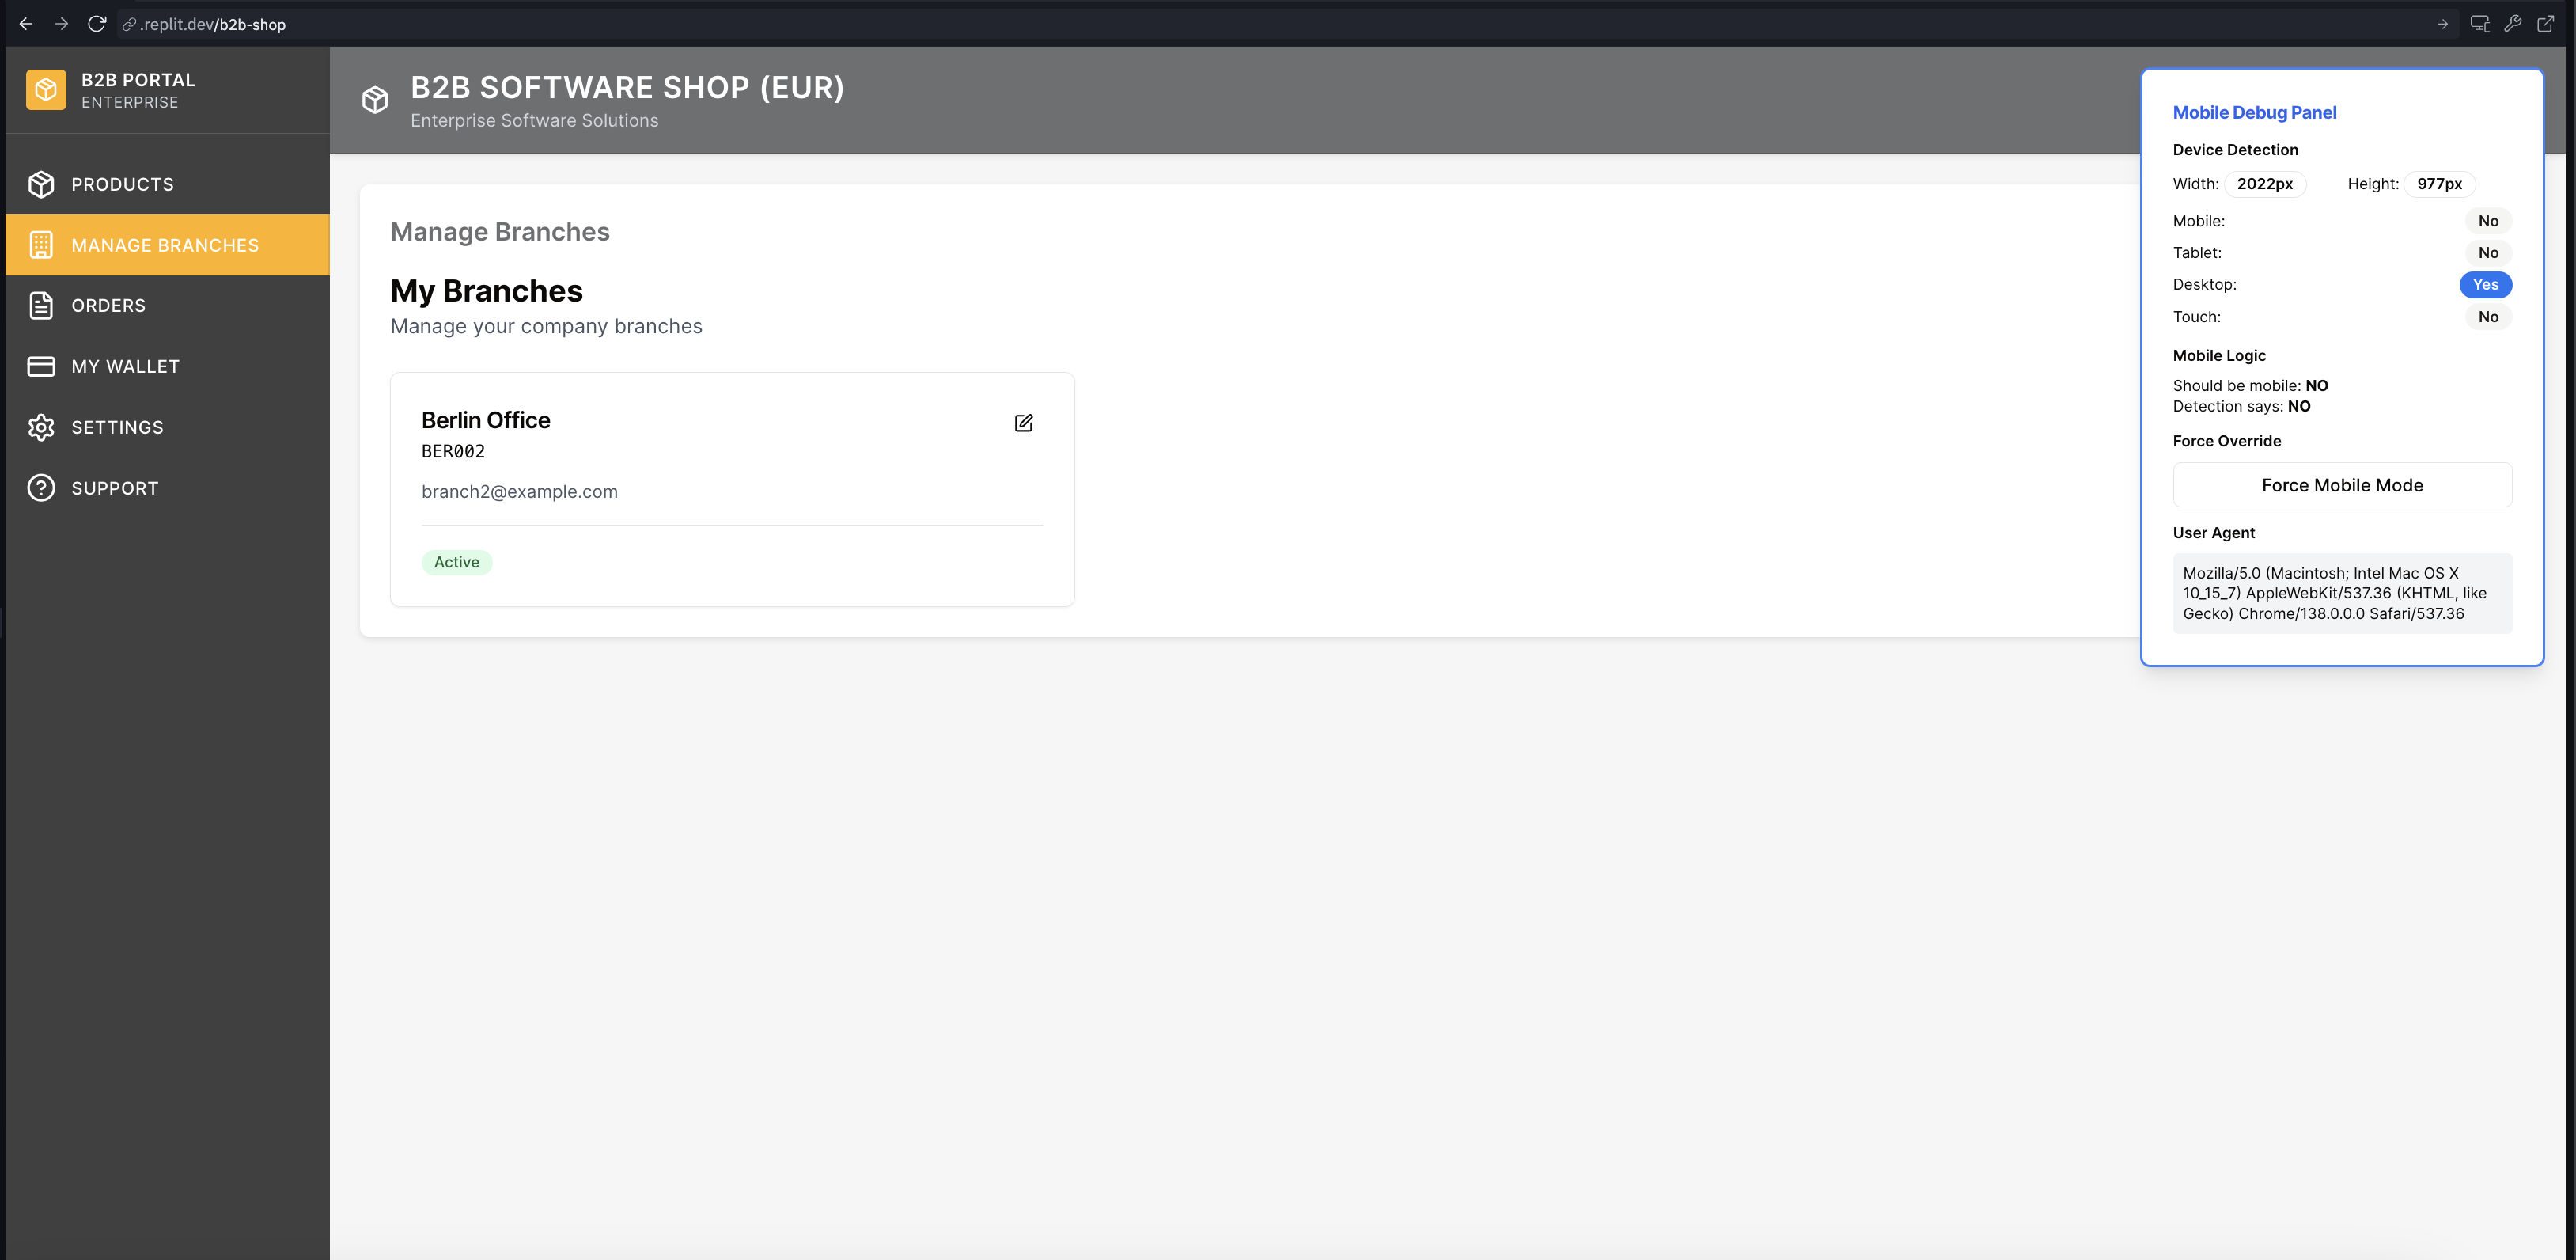 .replit.dev/b2b-shop
B2B PORTAL
ENTERPRISE
PRODUCTS
MANAGE BRANCHES
ORDERS
MY WALLET
SETTINGS
SUPPORT
B2B SOFTWARE SHOP (EUR)
Enterprise Software Solutions
Manage Branches
My Branches
Manage your company branches
Berlin Office
BER002
branch2@example.com
Active
Mobile Debug Panel
Device Detection
Width: 2022px Height: 977px
Mobile: No
Tablet: No
Desktop: Yes
Touch: No
Mobile Logic
Should be mobile: NO
Detection says: NO
Force Override
Force Mobile Mode
User Agent
Mozilla/5.0 (Macintosh; Intel Mac OS X
10_15_7) AppleWebKit/537.36 (KHTML, like
Gecko) Chrome/138.0.0.0 Safari/537.36